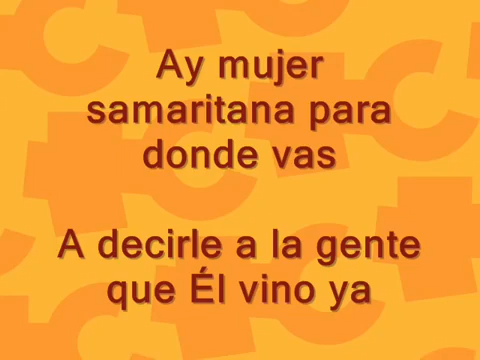 Ay mujer
samaritana para
donde vas
A decirle a la gente
que Él vino ya